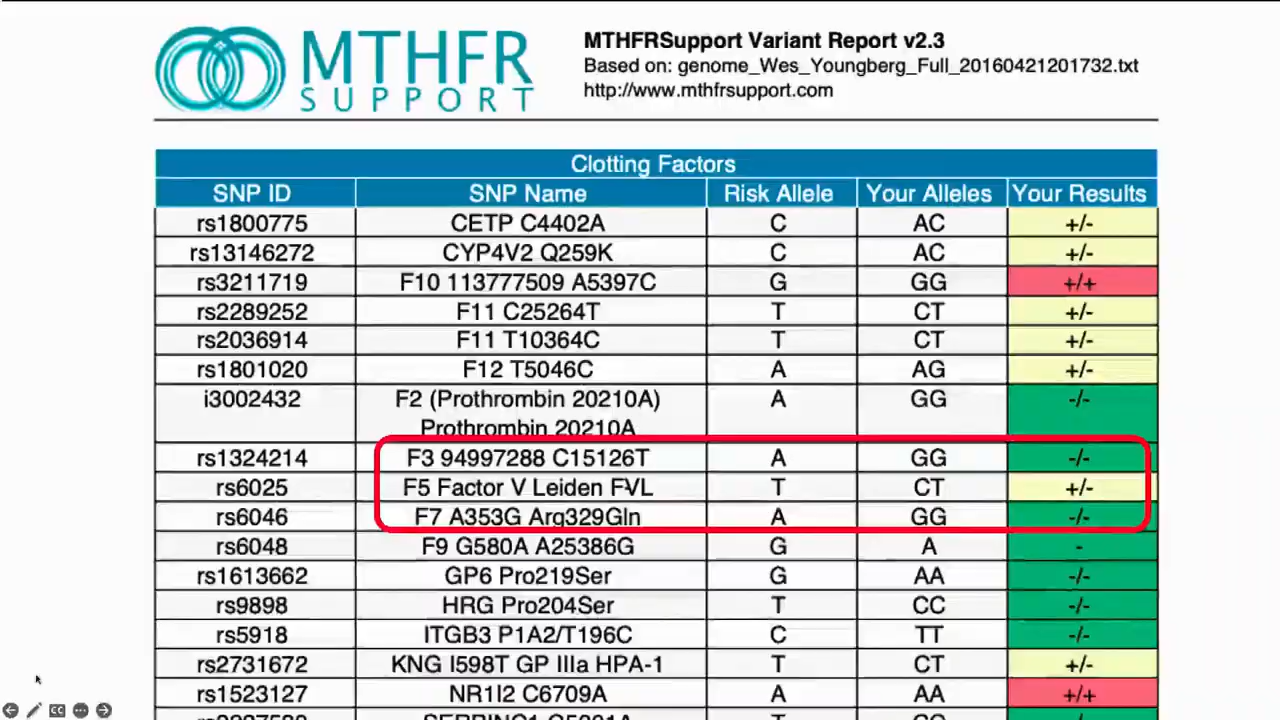 MTHFR
SUPPORT
MTHFRSupport Variant Report v2.3
Based on: genome_Wes_Youngberg_Full_20160421201732.txt
http://www.mthfrsupport.com
Clotting Factors
SNP ID SNP Name Risk Allele Your Alleles Your Results
rs1800775 CETP C4402A C AC +/-
rs13146272 CYP4V2 Q259K C AC +/-
rs3211719 F10 113777509 A5397C G GG +/+
rs2289252 F11 C25264T T CT +/-
rs2036914 F11 T10364C T CT +/-
rs1801020 F12 T5046C A AG +/-
i3002432 F2 (Prothrombin 20210A) A GG -/-
Prothrombin 20210A
rs1324214 F3 94997288 C15126T A GG -/-
rs6025 F5 Factor V Leiden FVL T CT +/-
rs6046 F7 A353G Arg329Gln A GG -/-
rs6048 F9 G580A A25386G G A -
rs1613662 GP6 Pro219Ser G AA -/-
rs9898 HRG Pro204Ser T CC -/-
rs5918 ITGB3 P1A2/T196C C TT -/-
rs2731672 KNG I598T GP IIIa HPA-1 T CT +/-
rs1523127 NR1I2 C6709A A AA +/+
CC